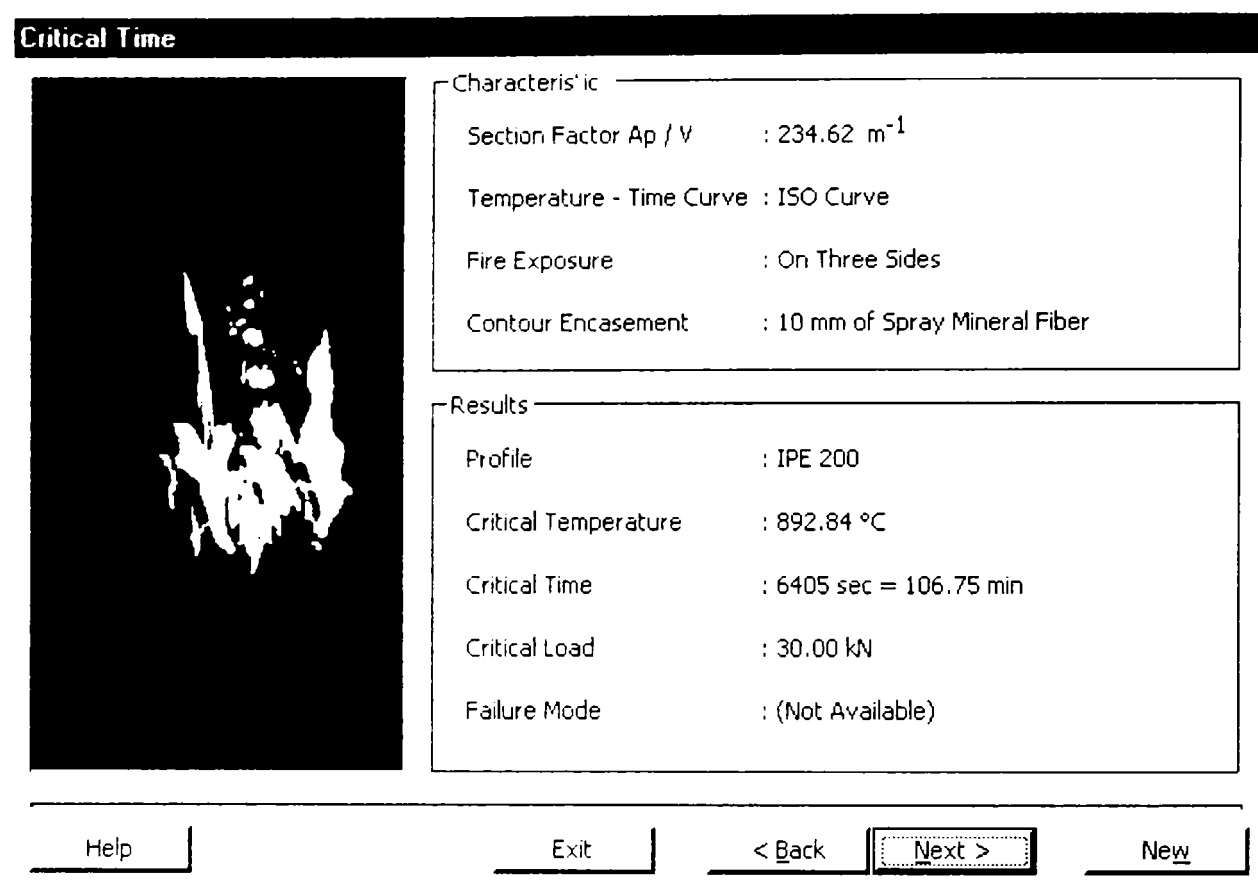 Critical Time
Characteris'ic
Section Factor Ap / V : 234.62 m-1
Temperature - Time Curve : ISO Curve
Fire Exposure : On Three Sides
Contour Encasement : 10 mm of Spray Mineral Fiber
Results
Profile : IPE 200
Critical Temperature : 892.84 °C
Critical Time : 6405 sec = 106.75 min
Critical Load : 30.00 kN
Failure Mode : (Not Available)
Help Exit < Back Next > New